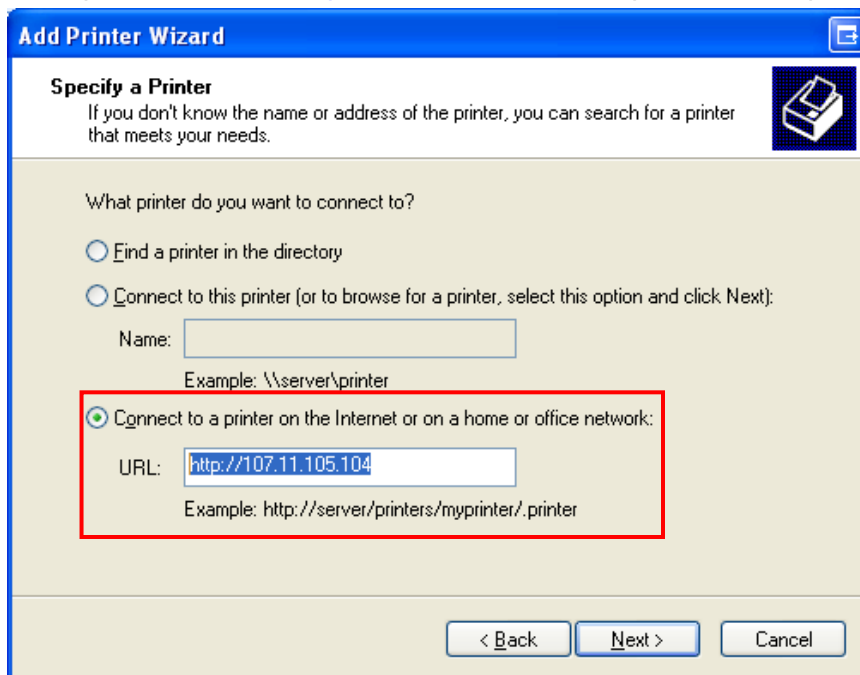 Add Printer Wizard
Specify a Printer
If you don't know the name or address of the printer, you can search for a printer
that meets your needs.
What printer do you want to connect to?
Find a printer in the directory
Connect to this printer (or to browse for a printer, select this option and click Next):
Name:
Example: \\server\printer
Connect to a printer on the Internet or on a home or office network:
URL: http://107.11.105.104
Example: http://server/printers/myprinter/.printer
< Back Next > Cancel